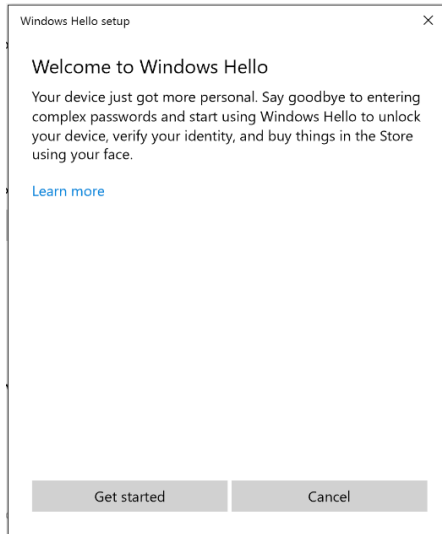 Windows Hello setup
Welcome to Windows Hello
Your device just got more personal. Say goodbye to entering
complex passwords and start using Windows Hello to unlock
your device, verify your identity, and buy things in the Store
using your face.
Learn more
Get started
Cancel